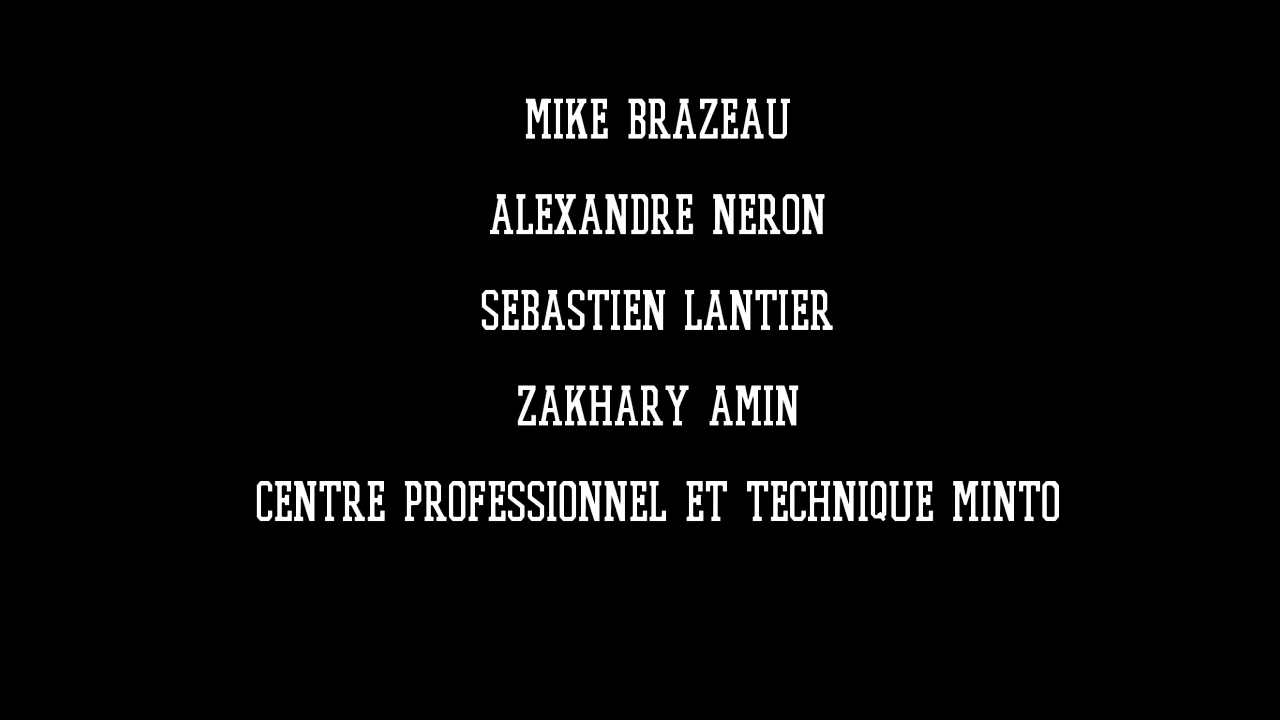 MIKE BRAZEAU
ALEXANDRE NERON
SEBASTIEN LANTIER
ZAKHARY AMIN
CENTRE PROFESSIONNEL ET TECHNIQUE MINTO